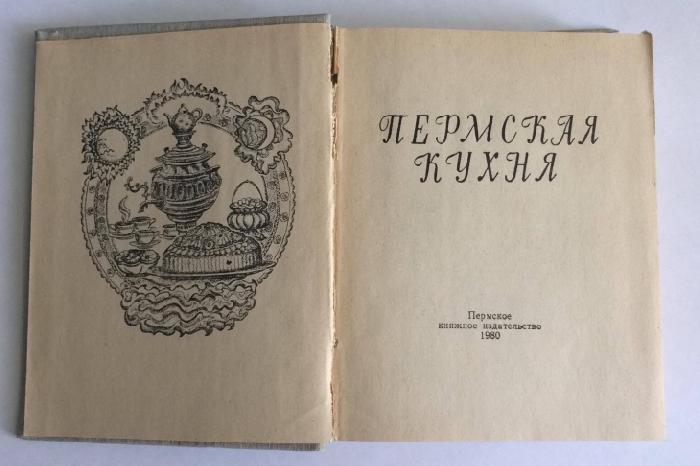 ПЕРМСКАЯ
КУХНЯ
Пермское
книжное издательство
1980